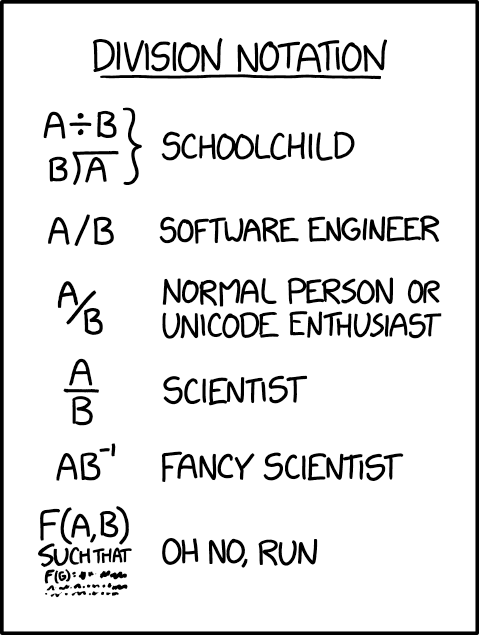 DIVISION NOTATION
A÷B
B)A
SCHOOLCHILD
A/B SOFTWARE ENGINEER
A/B NORMAL PERSON OR
UNICODE ENTHUSIAST
A
B
SCIENTIST
AB⁻¹ FANCY SCIENTIST
F(A,B)
SUCH THAT
F(G):
OH NO, RUN